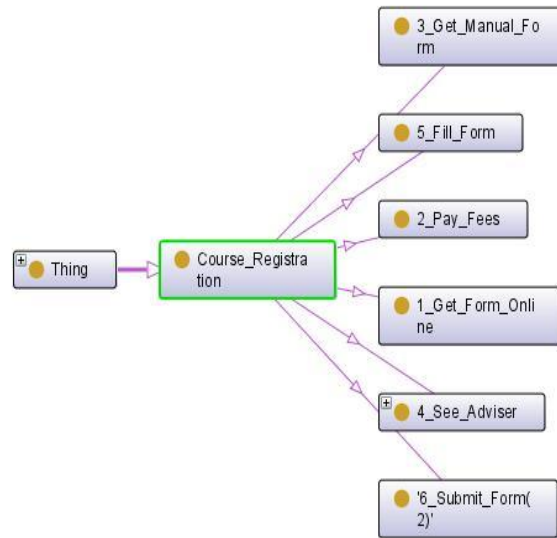 3_Get_Manual_Fo
rm
5_Fill_Form
2_Pay_Fees
Thing
Course_Registra
tion
1_Get_Form_Onli
ne
4_See_Adviser
'6_Submit_Form(
2)'